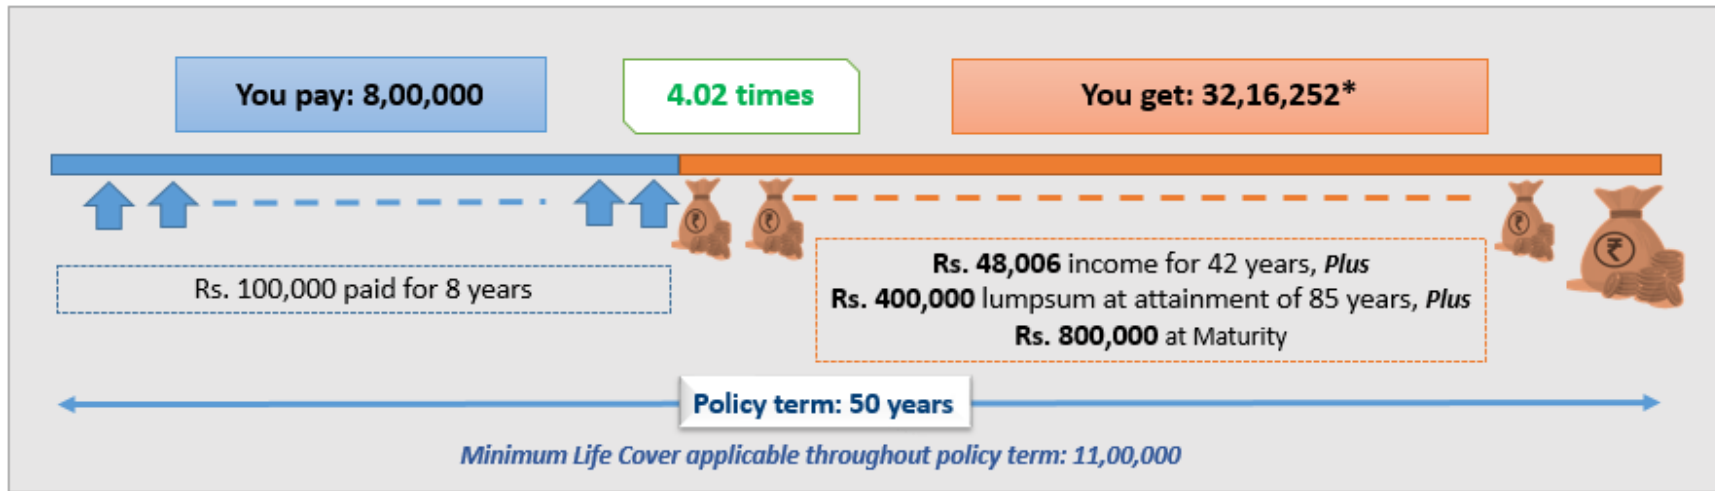 You pay: 8,00,000
4.02 times
You get: 32,16,252*
Rs. 100,000 paid for 8 years
Rs. 48,006 income for 42 years, Plus
Rs. 400,000 lumpsum at attainment of 85 years, Plus
Rs. 800,000 at Maturity
₹
₹
₹
₹
Policy term: 50 years
Minimum Life Cover applicable throughout policy term: 11,00,000